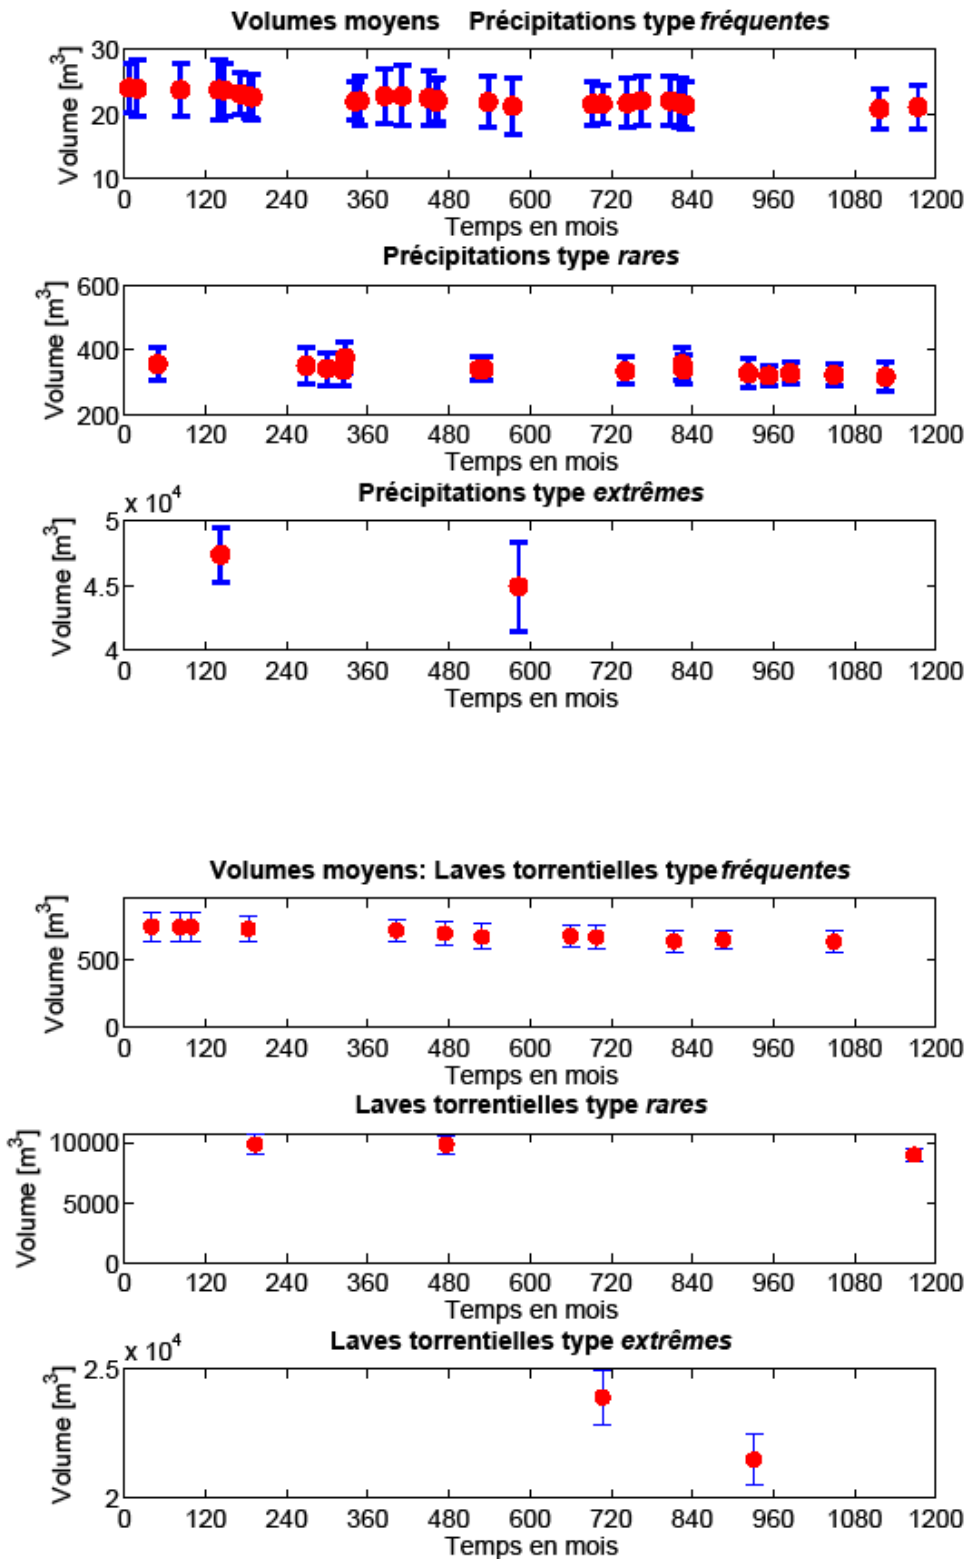 Volumes moyens Précipitations type fréquentes
Volume [m³]
30
20
10
0 120 240 360 480 600 720 840 960 1080 1200
Temps en mois
Précipitations type rares
Volume [m³]
600
400
200
0 120 240 360 480 600 720 840 960 1080 1200
Temps en mois
x 10⁴ Précipitations type extrêmes
Volume [m³]
5
4.5
4
0 120 240 360 480 600 720 840 960 1080 1200
Temps en mois
Volumes moyens: Laves torrentielles type fréquentes
Volume [m³]
500
0
0 120 240 360 480 600 720 840 960 1080 1200
Temps en mois
Laves torrentielles type rares
Volume [m³]
10000
5000
0
0 120 240 360 480 600 720 840 960 1080 1200
Temps en mois
x 10⁴ Laves torrentielles type extrêmes
Volume [m³]
2.5
2
0 120 240 360 480 600 720 840 960 1080 1200
Temps en mois